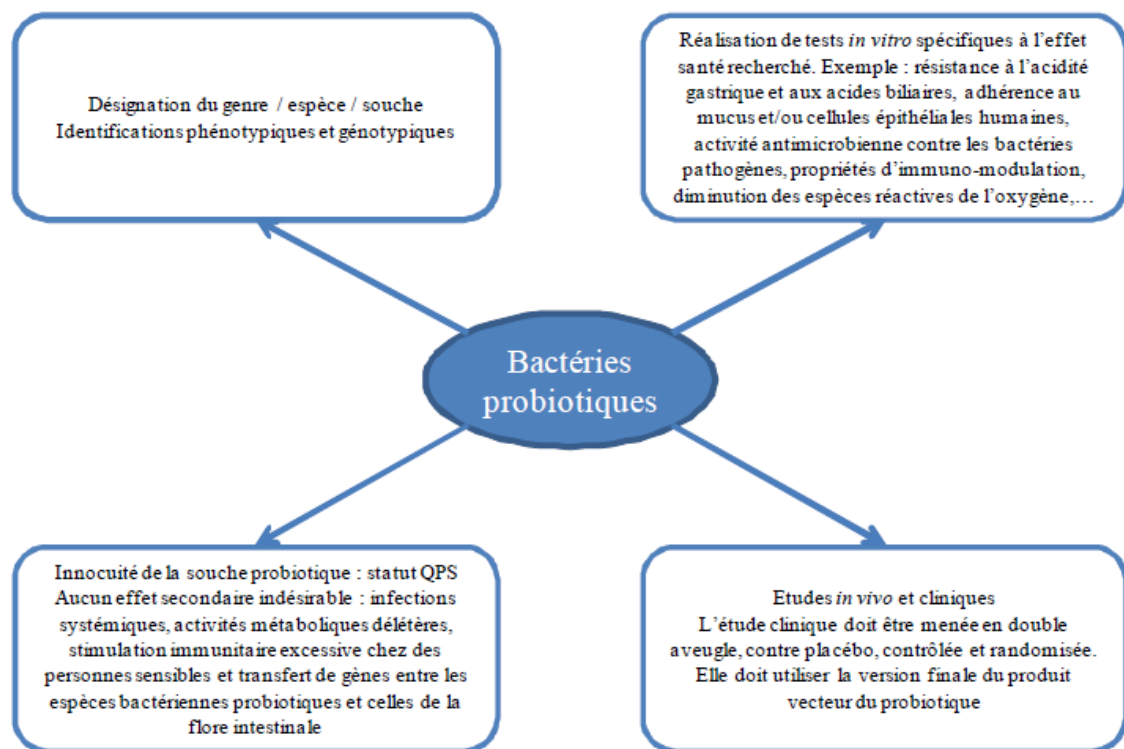 Désignation du genre / espèce / souche
Identifications phénotypiques et génotypiques
Réalisation de tests in vitro spécifiques à l'effet
santé recherché. Exemple : résistance à l'acidité
gastrique et aux acides biliaires, adhérence au
mucus et/ou cellules épithéliales humaines,
activité antimicrobienne contre les bactéries
pathogènes, propriétés d'immuno-modulation,
diminution des espèces réactives de l'oxygène,…
Bactéries
probiotiques
Innocuité de la souche probiotique : statut QPS
Aucun effet secondaire indésirable : infections
systémiques, activités métaboliques délétères,
stimulation immunitaire excessive chez des
personnes sensibles et transfert de gènes entre les
espèces bactériennes probiotiques et celles de la
flore intestinale
Etudes in vivo et cliniques
L'étude clinique doit être menée en double
aveugle, contre placébo, contrôlée et randomisée.
Elle doit utiliser la version finale du produit
vecteur du probiotique